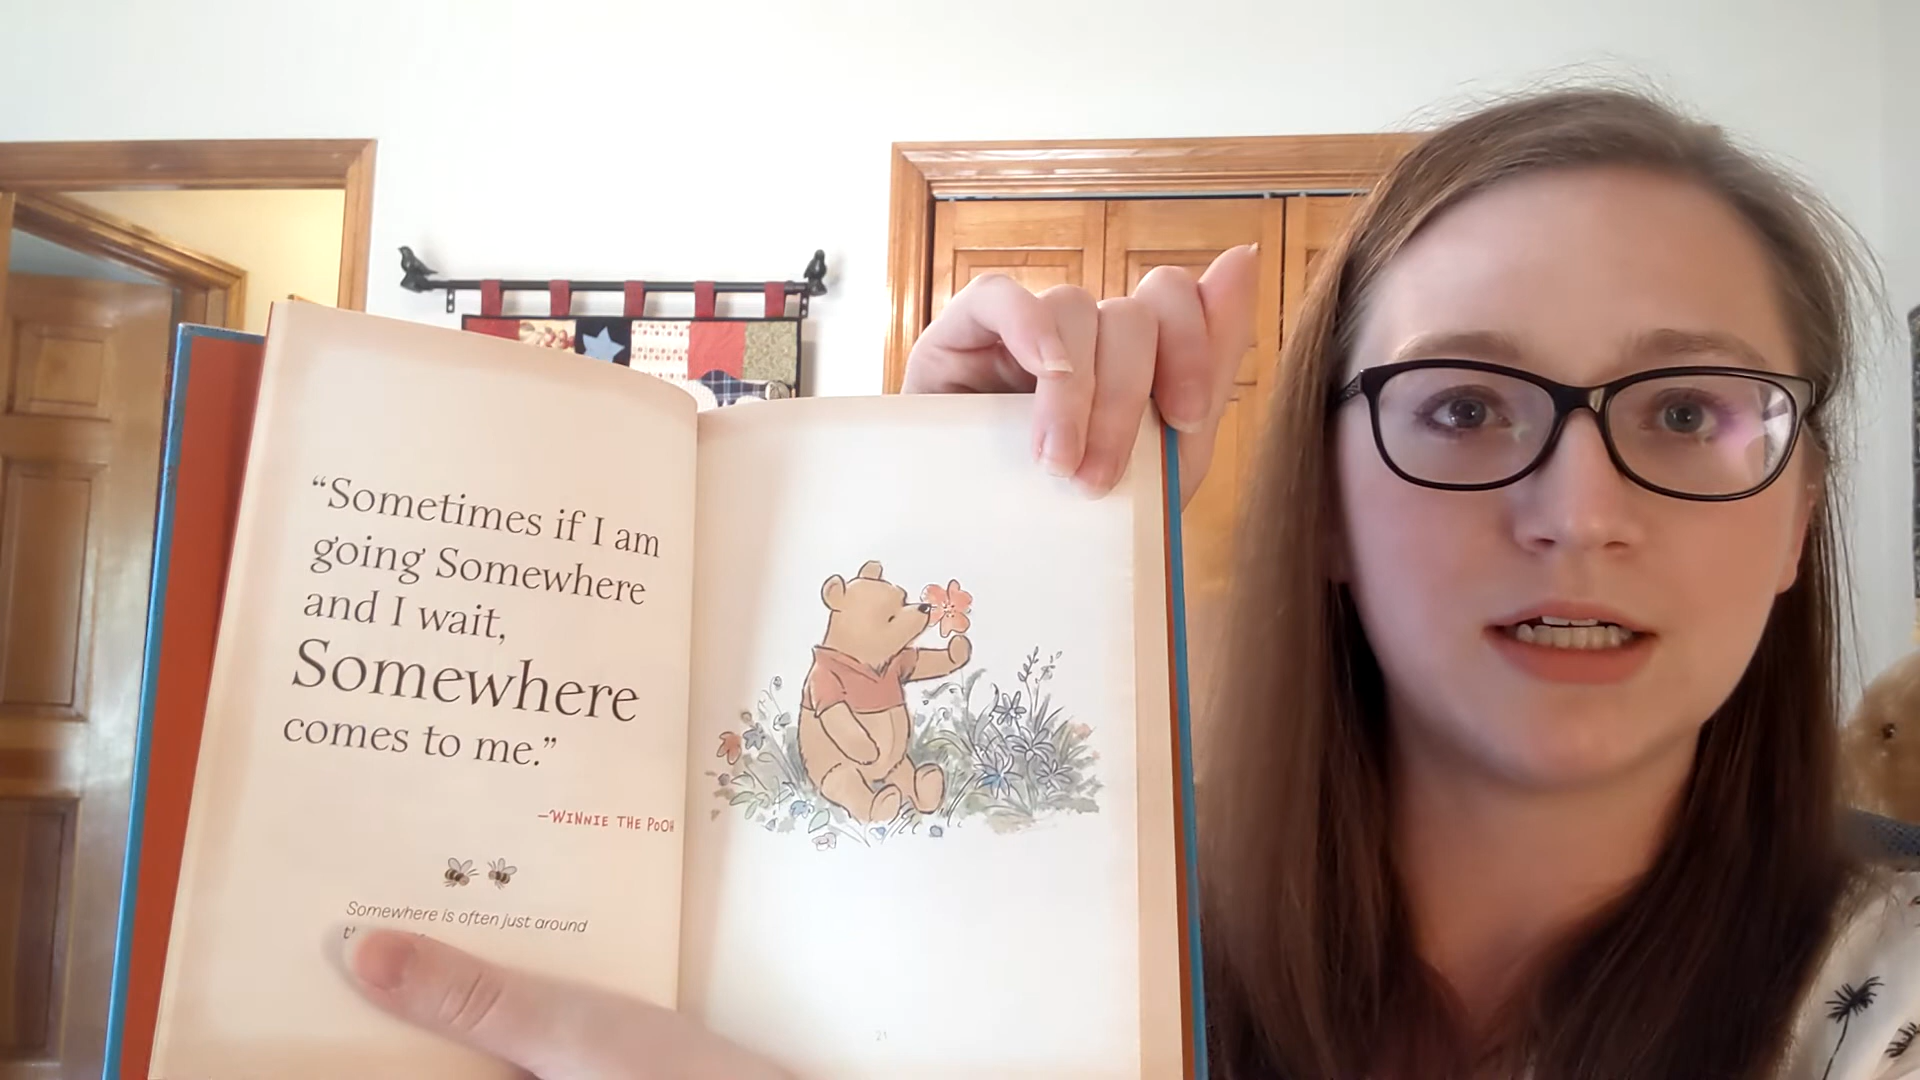 “Sometimes if I am
going Somewhere
and I wait,
Somewhere
comes to me.”
—WINNIE THE POOH
Somewhere is often just around
21